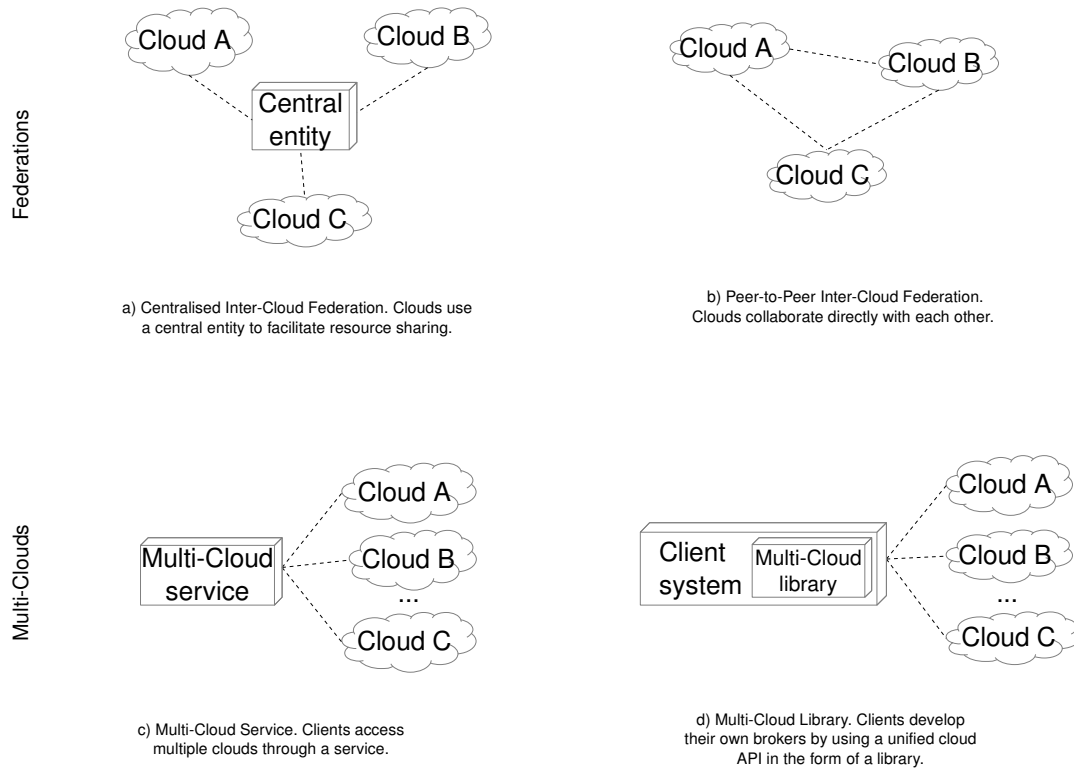 Federations
Cloud A
Cloud B
Central
entity
Cloud C
a) Centralised Inter-Cloud Federation. Clouds use
a central entity to facilitate resource sharing.
Cloud A
Cloud B
Cloud C
b) Peer-to-Peer Inter-Cloud Federation.
Clouds collaborate directly with each other.
Multi-Clouds
Multi-Cloud
service
Cloud A
Cloud B
...
Cloud C
c) Multi-Cloud Service. Clients access
multiple clouds through a service.
Client
system
Multi-Cloud
library
Cloud A
Cloud B
...
Cloud C
d) Multi-Cloud Library. Clients develop
their own brokers by using a unified cloud
API in the form of a library.